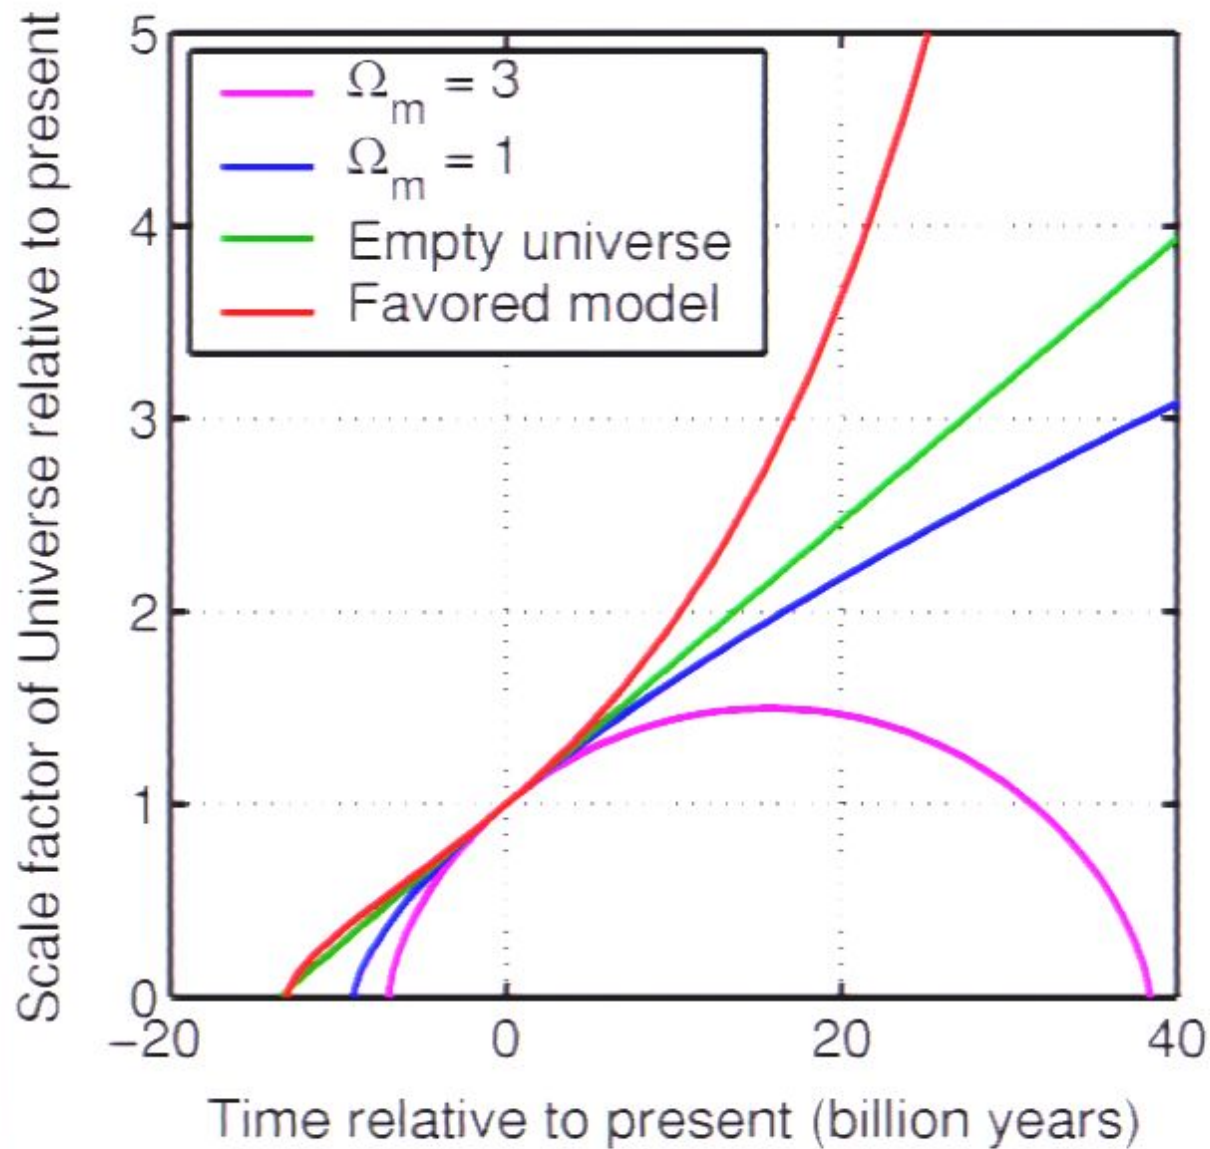 Scale factor of Universe relative to present
5
4
3
2
1
0
Ωm = 3
Ωm = 1
Empty universe
Favored model
−20 0 20 40
Time relative to present (billion years)